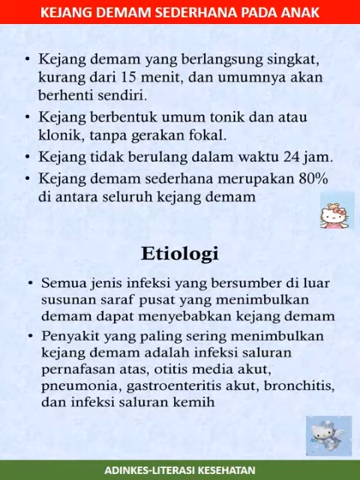 KEJANG DEMAM SEDERHANA PADA ANAK
• Kejang demam yang berlangsung singkat,
kurang dari 15 menit, dan umumnya akan
berhenti sendiri.
• Kejang berbentuk umum tonik dan atau
klonik, tanpa gerakan fokal.
• Kejang tidak berulang dalam waktu 24 jam.
• Kejang demam sederhana merupakan 80%
di antara seluruh kejang demam
Etiologi
• Semua jenis infeksi yang bersumber di luar
susunan saraf pusat yang menimbulkan
demam dapat menyebabkan kejang demam
• Penyakit yang paling sering menimbulkan
kejang demam adalah infeksi saluran
pernafasan atas, otitis media akut,
pneumonia, gastroenteritis akut, bronchitis,
dan infeksi saluran kemih
ADINKES-LITERASI KESEHATAN